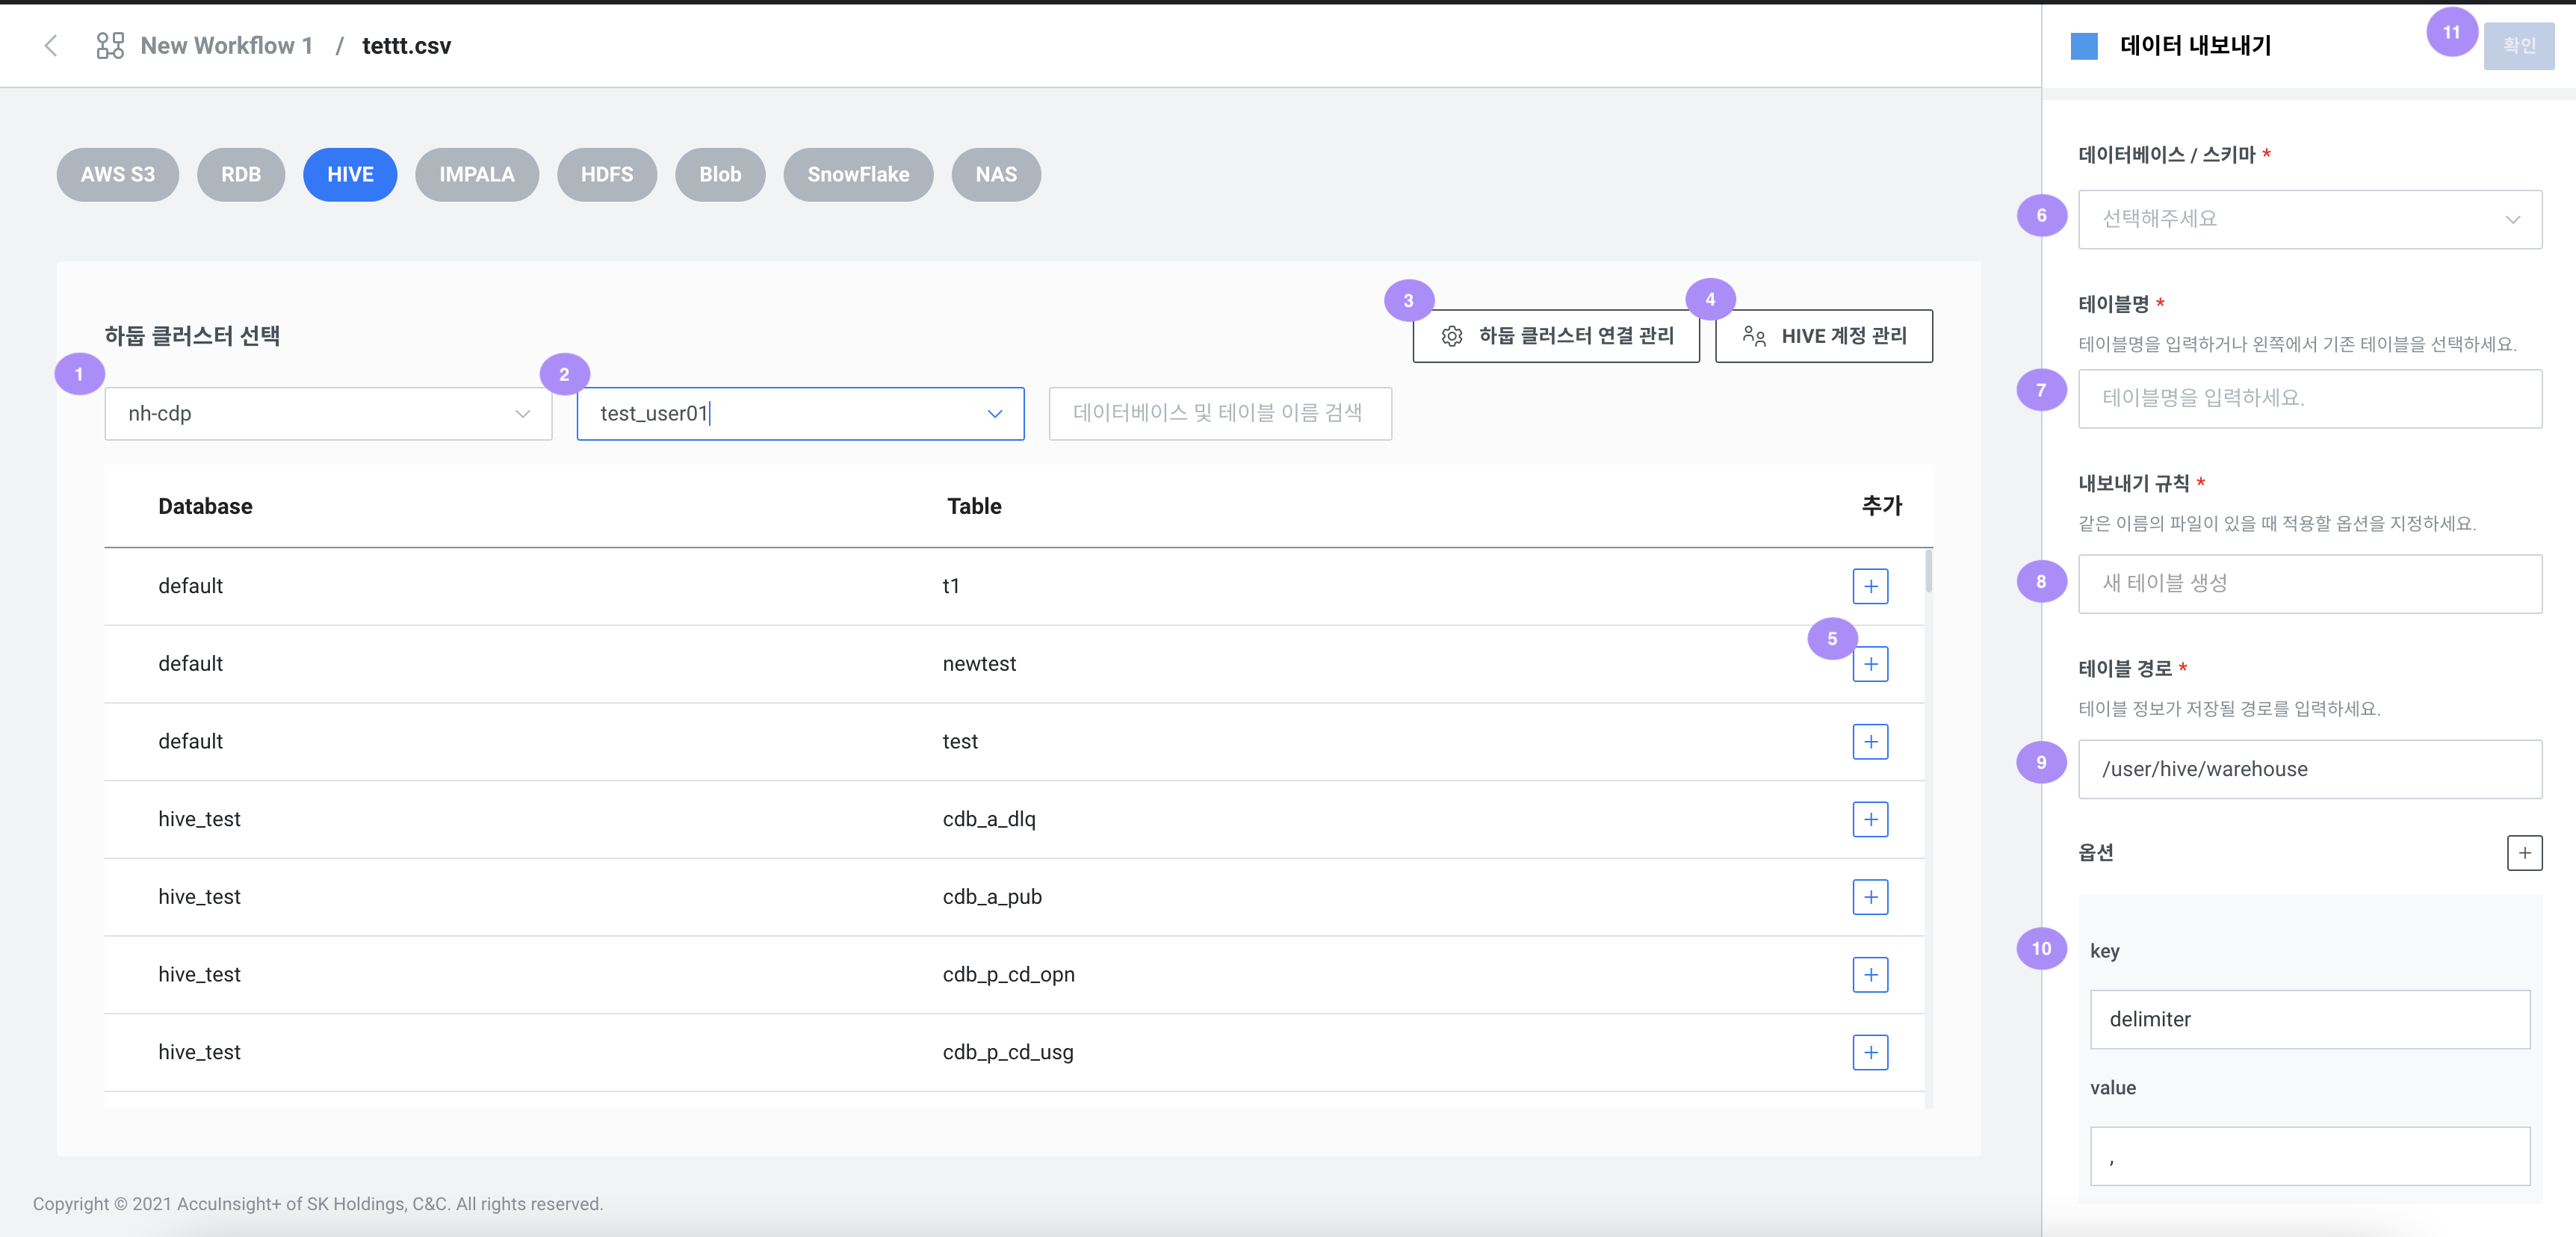 New Workflow 1 / tettt.csv
AWS S3 RDB HIVE IMPALA HDFS Blob SnowFlake NAS
하둡 클러스터 선택
3 하둡 클러스터 연결 관리
4 HIVE 계정 관리
1 nh-cdp
2 test_user01
데이터베이스 및 테이블 이름 검색
Database Table 추가
default t1 +
default newtest 5 +
default test +
hive_test cdb_a_dlq +
hive_test cdb_a_pub +
hive_test cdb_p_cd_opn +
hive_test cdb_p_cd_usg +
Copyright © 2021 AccuInsight+ of SK Holdings, C&C. All rights reserved.
데이터 내보내기 11 확인
데이터베이스 / 스키마 *
6 선택해주세요
테이블명 *
테이블명을 입력하거나 왼쪽에서 기존 테이블을 선택하세요.
7 테이블명을 입력하세요.
내보내기 규칙 *
같은 이름의 파일이 있을 때 적용할 옵션을 지정하세요.
8 새 테이블 생성
테이블 경로 *
테이블 정보가 저장될 경로를 입력하세요.
9 /user/hive/warehouse
옵션 +
10 key
delimiter
value
,